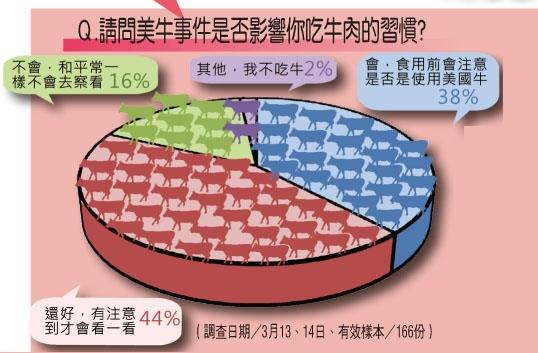 Q.請問美牛事件是否影響你吃牛肉的習慣?
不會，和平常一
樣不會去察看 16%
其他，我不吃牛2%
會，食用前會注意
是否是使用美國牛
38%
還好，有注意
到才會看一看 44%
(調查日期／3月13、14日、有效樣本／166份)